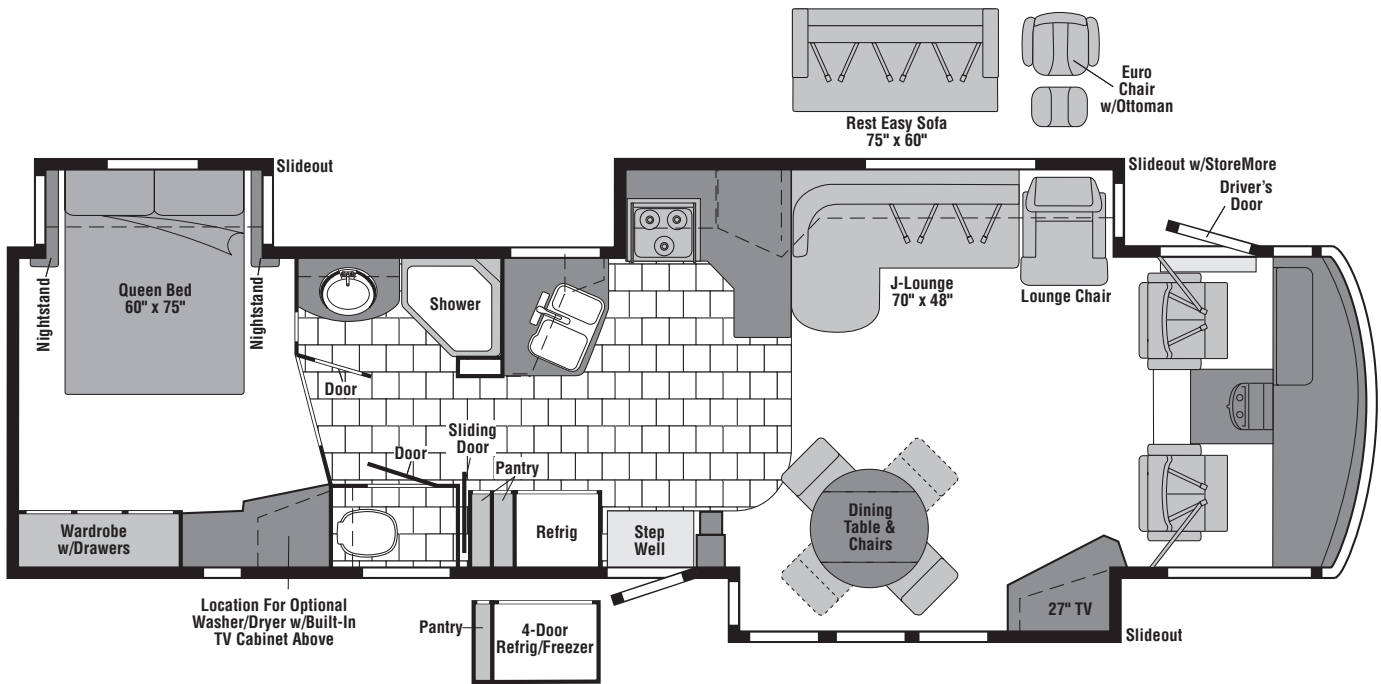 Euro
Chair
w/Ottoman
Rest Easy Sofa
75" x 60"
Slideout
Slideout w/StoreMore
Driver's
Door
Nightstand
Queen Bed
60" x 75"
Nightstand
Shower
J-Lounge
70" x 48"
Lounge Chair
Door
Sliding
Door
Door
Pantry
Wardrobe
w/Drawers
Refrig
Step
Well
Dining
Table &
Chairs
27" TV
Location For Optional
Washer/Dryer w/Built-In
TV Cabinet Above
Pantry
4-Door
Refrig/Freezer
Slideout